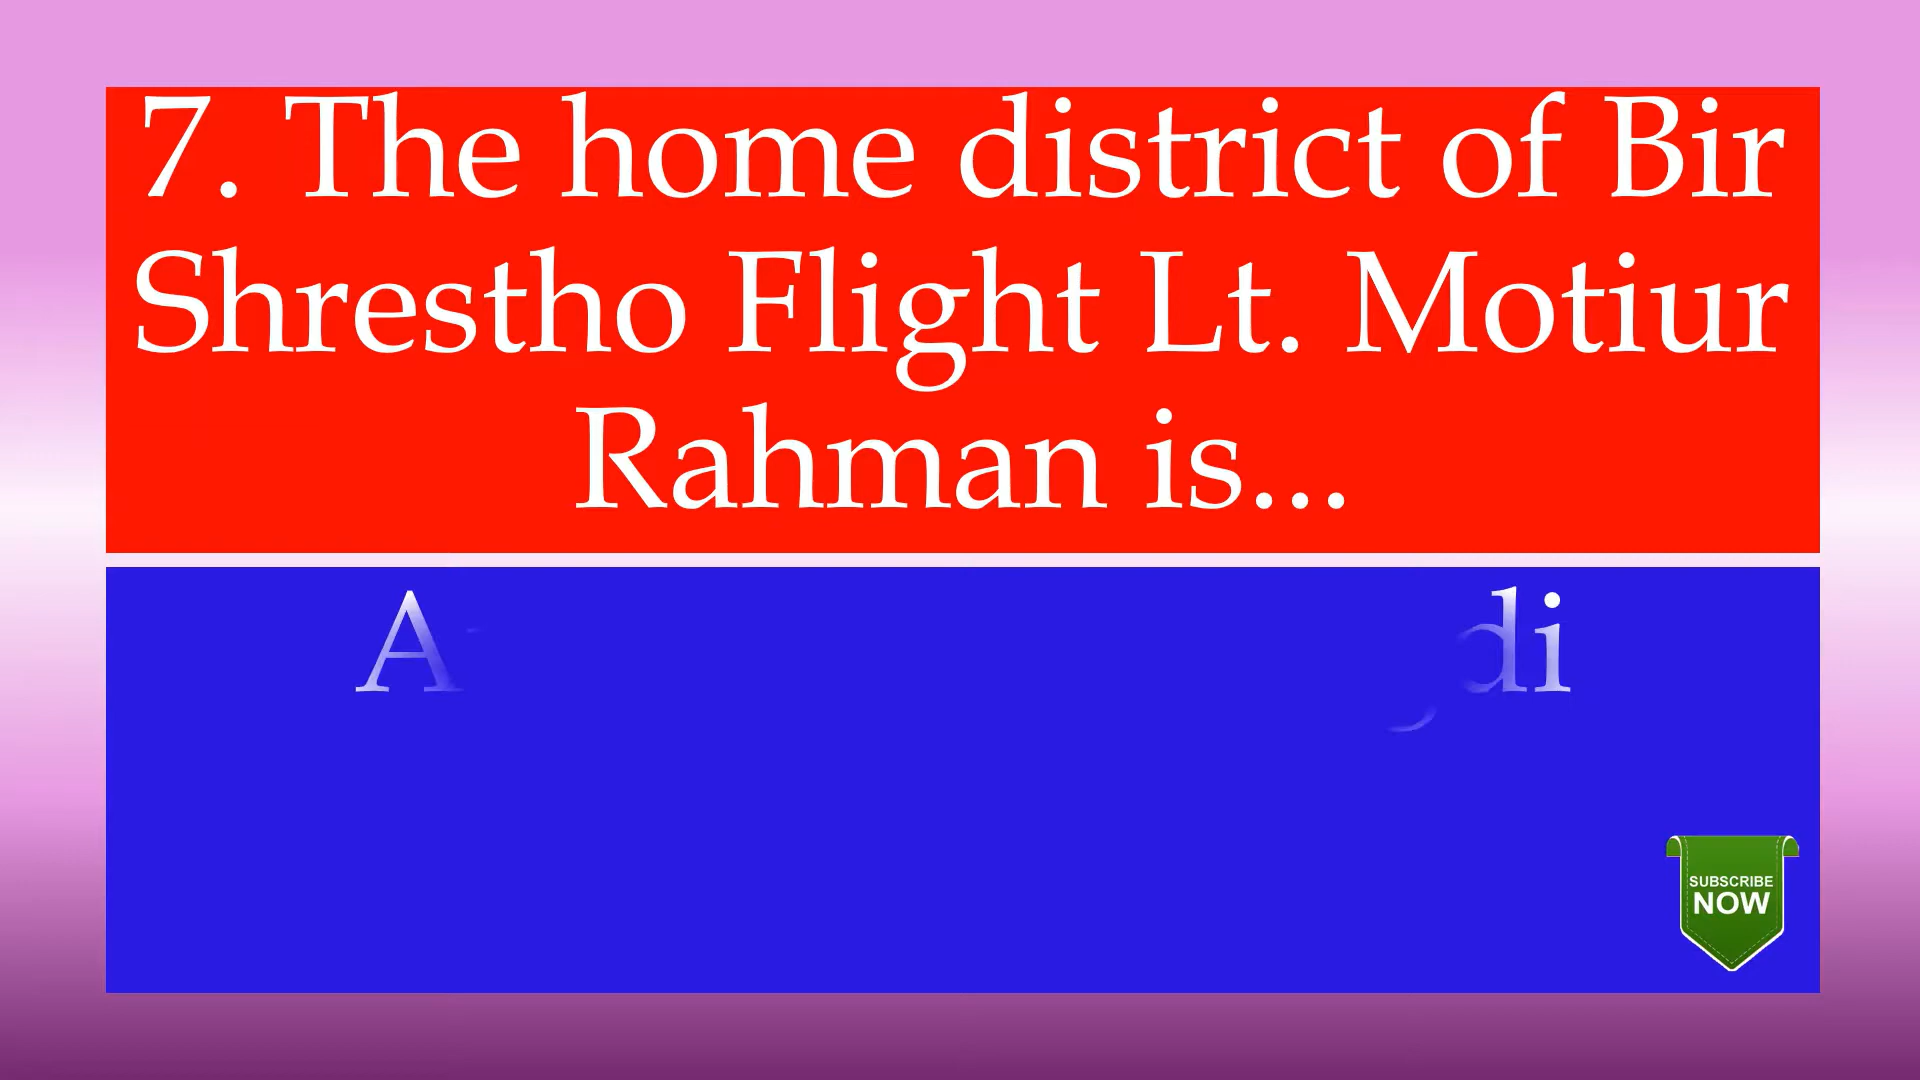 7. The home district of Bir
Shrestho Flight Lt. Motiur
Rahman is...
SUBSCRIBE
NOW